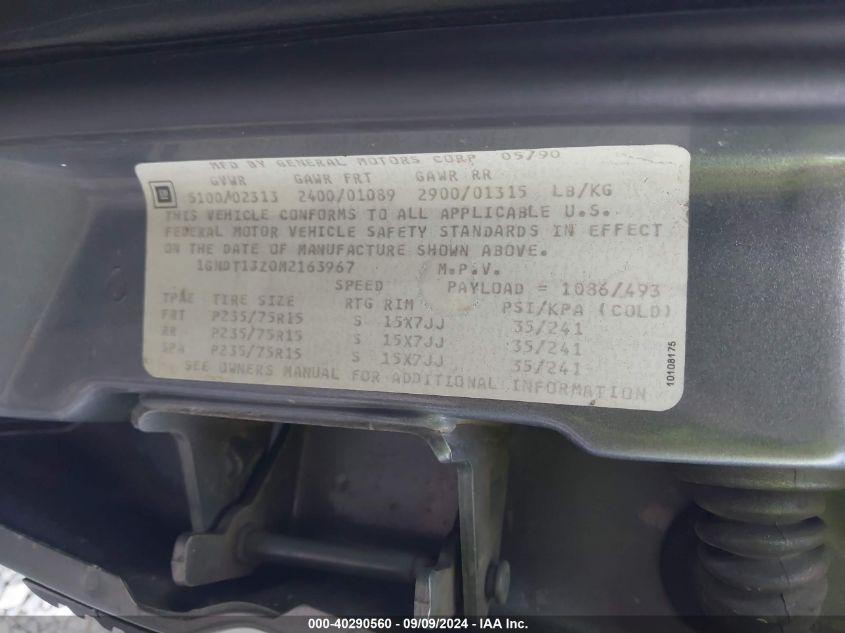 MFD BY GENERAL MOTORS CORP 05/90
GVWR GAWR FRT GAWR RR
GM 5100/02313 2400/01089 2900/01315 LB/KG
THIS VEHICLE CONFORMS TO ALL APPLICABLE U.S.
FEDERAL MOTOR VEHICLE SAFETY STANDARDS IN EFFECT
ON THE DATE OF MANUFACTURE SHOWN ABOVE.
1GNDT13Z0M2163967 M.P.V.
SPEED PAYLOAD = 1086/493
TPAE TIRE SIZE RTG RIM PSI/KPA (COLD)
FRT P235/75R15 S 15X7JJ 35/241
RR P235/75R15 S 15X7JJ 35/241
SPA P235/75R15 S 15X7JJ 35/241
SEE OWNERS MANUAL FOR ADDITIONAL INFORMATION
10108175
000-40290560 - 09/09/2024 - IAAI Inc.